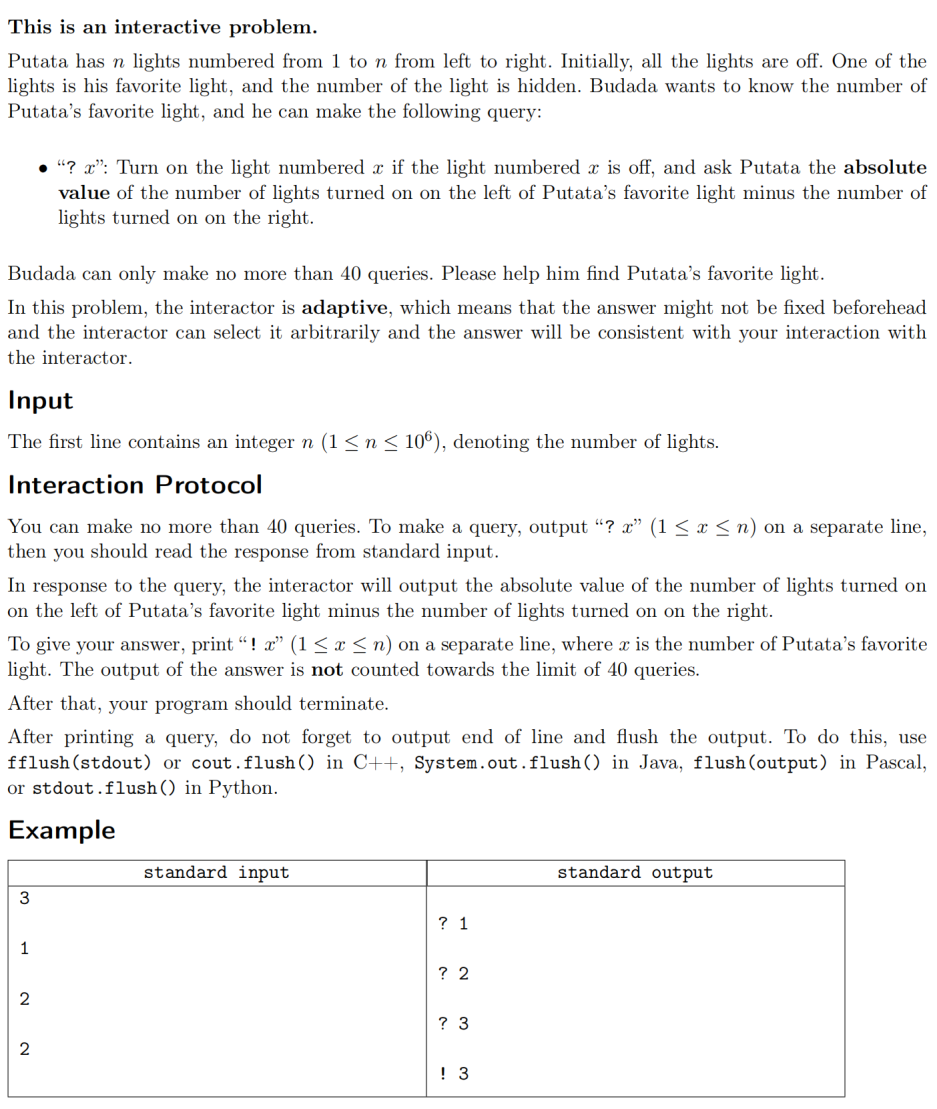 This is an interactive problem.
Putata has n lights numbered from 1 to n from left to right. Initially, all the lights are off. One of the
lights is his favorite light, and the number of the light is hidden. Budada wants to know the number of
Putata's favorite light, and he can make the following query:
• "? x": Turn on the light numbered x if the light numbered x is off, and ask Putata the absolute
value of the number of lights turned on on the left of Putata's favorite light minus the number of
lights turned on on the right.
Budada can only make no more than 40 queries. Please help him find Putata's favorite light.
In this problem, the interactor is adaptive, which means that the answer might not be fixed beforehand
and the interactor can select it arbitrarily and the answer will be consistent with your interaction with
the interactor.
Input
The first line contains an integer n (1 ≤ n ≤ 10⁶), denoting the number of lights.
Interaction Protocol
You can make no more than 40 queries. To make a query, output "? x" (1 ≤ x ≤ n) on a separate line,
then you should read the response from standard input.
In response to the query, the interactor will output the absolute value of the number of lights turned on
on the left of Putata's favorite light minus the number of lights turned on on the right.
To give your answer, print "! x" (1 ≤ x ≤ n) on a separate line, where x is the number of Putata's favorite
light. The output of the answer is not counted towards the limit of 40 queries.
After that, your program should terminate.
After printing a query, do not forget to output end of line and flush the output. To do this, use
fflush(stdout) or cout.flush() in C++, System.out.flush() in Java, flush(output) in Pascal,
or stdout.flush() in Python.
Example
standard input standard output
3
? 1
1
? 2
2
? 3
2
! 3